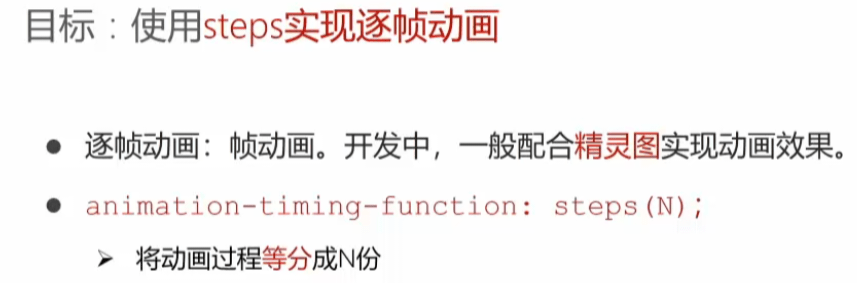 目标：使用steps实现逐帧动画
● 逐帧动画：帧动画。开发中，一般配合精灵图实现动画效果。
● animation-timing-function: steps(N);
➢ 将动画过程等分成N份